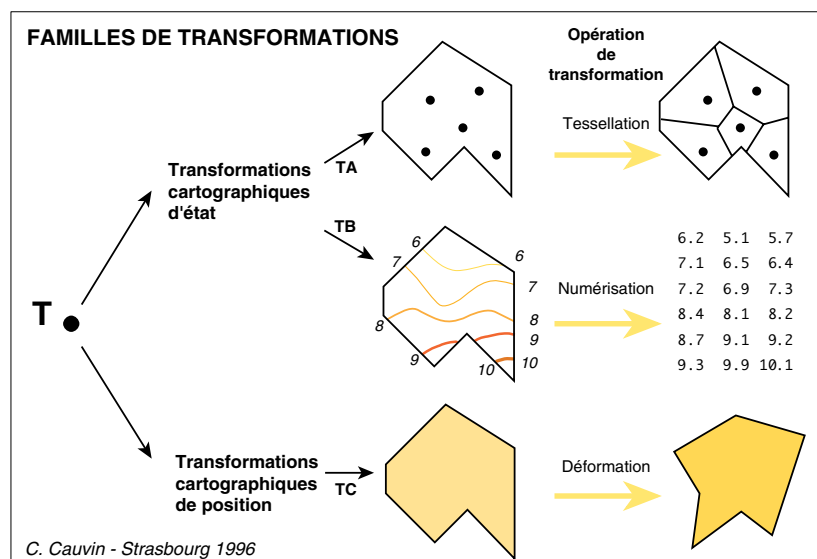 FAMILLES DE TRANSFORMATIONS
Opération
de
transformation
Tessellation
Transformations
cartographiques
d'état
TA
TB
6
7
8
9
10
6
7
8
9
10
Numérisation
6.2 5.1 5.7
7.1 6.5 6.4
7.2 6.9 7.3
8.4 8.1 8.2
8.7 9.1 9.2
9.3 9.9 10.1
T
Transformations
cartographiques
de position
TC
Déformation
C. Cauvin - Strasbourg 1996